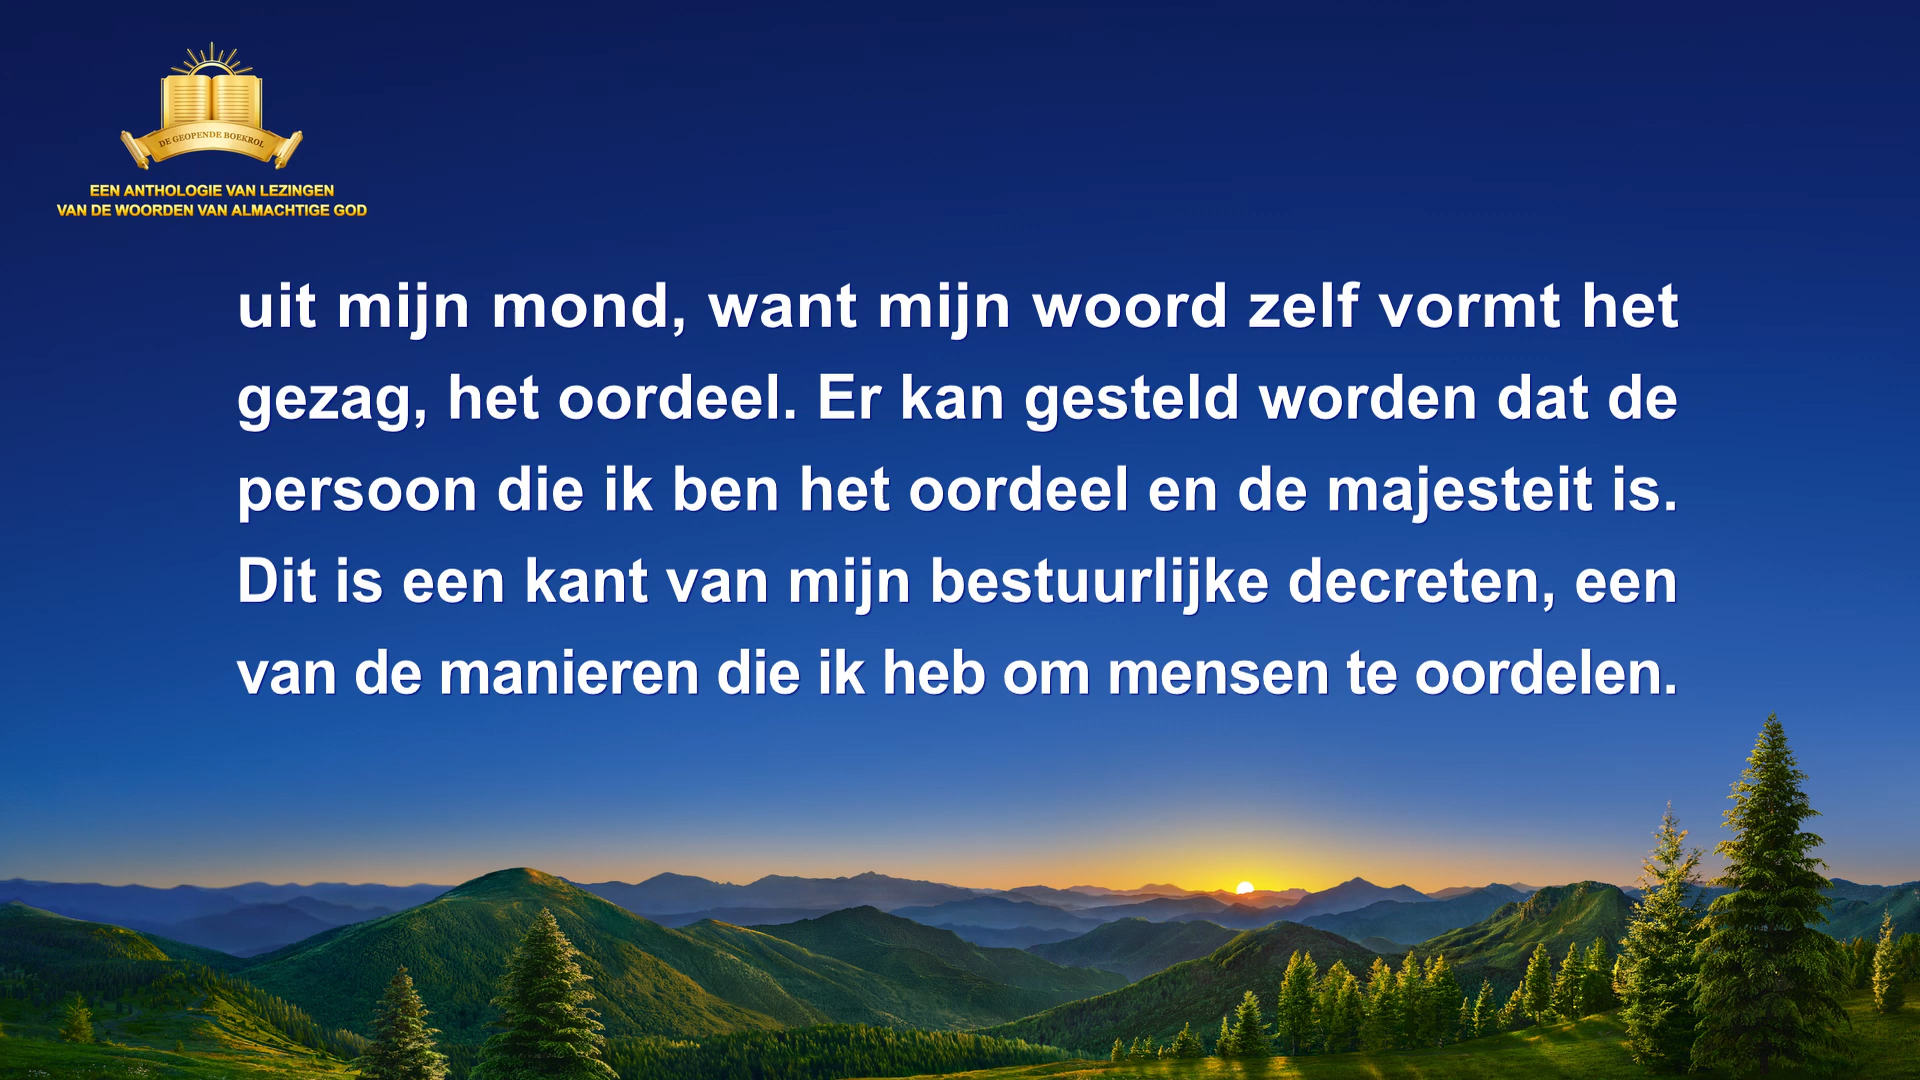 DE GEOPENDE BOEKROL
EEN ANTHOLOGIE VAN LEZINGEN
VAN DE WOORDEN VAN ALMACHTIGE GOD
uit mijn mond, want mijn woord zelf vormt het
gezag, het oordeel. Er kan gesteld worden dat de
persoon die ik ben het oordeel en de majesteit is.
Dit is een kant van mijn bestuurlijke decreten, een
van de manieren die ik heb om mensen te oordelen.